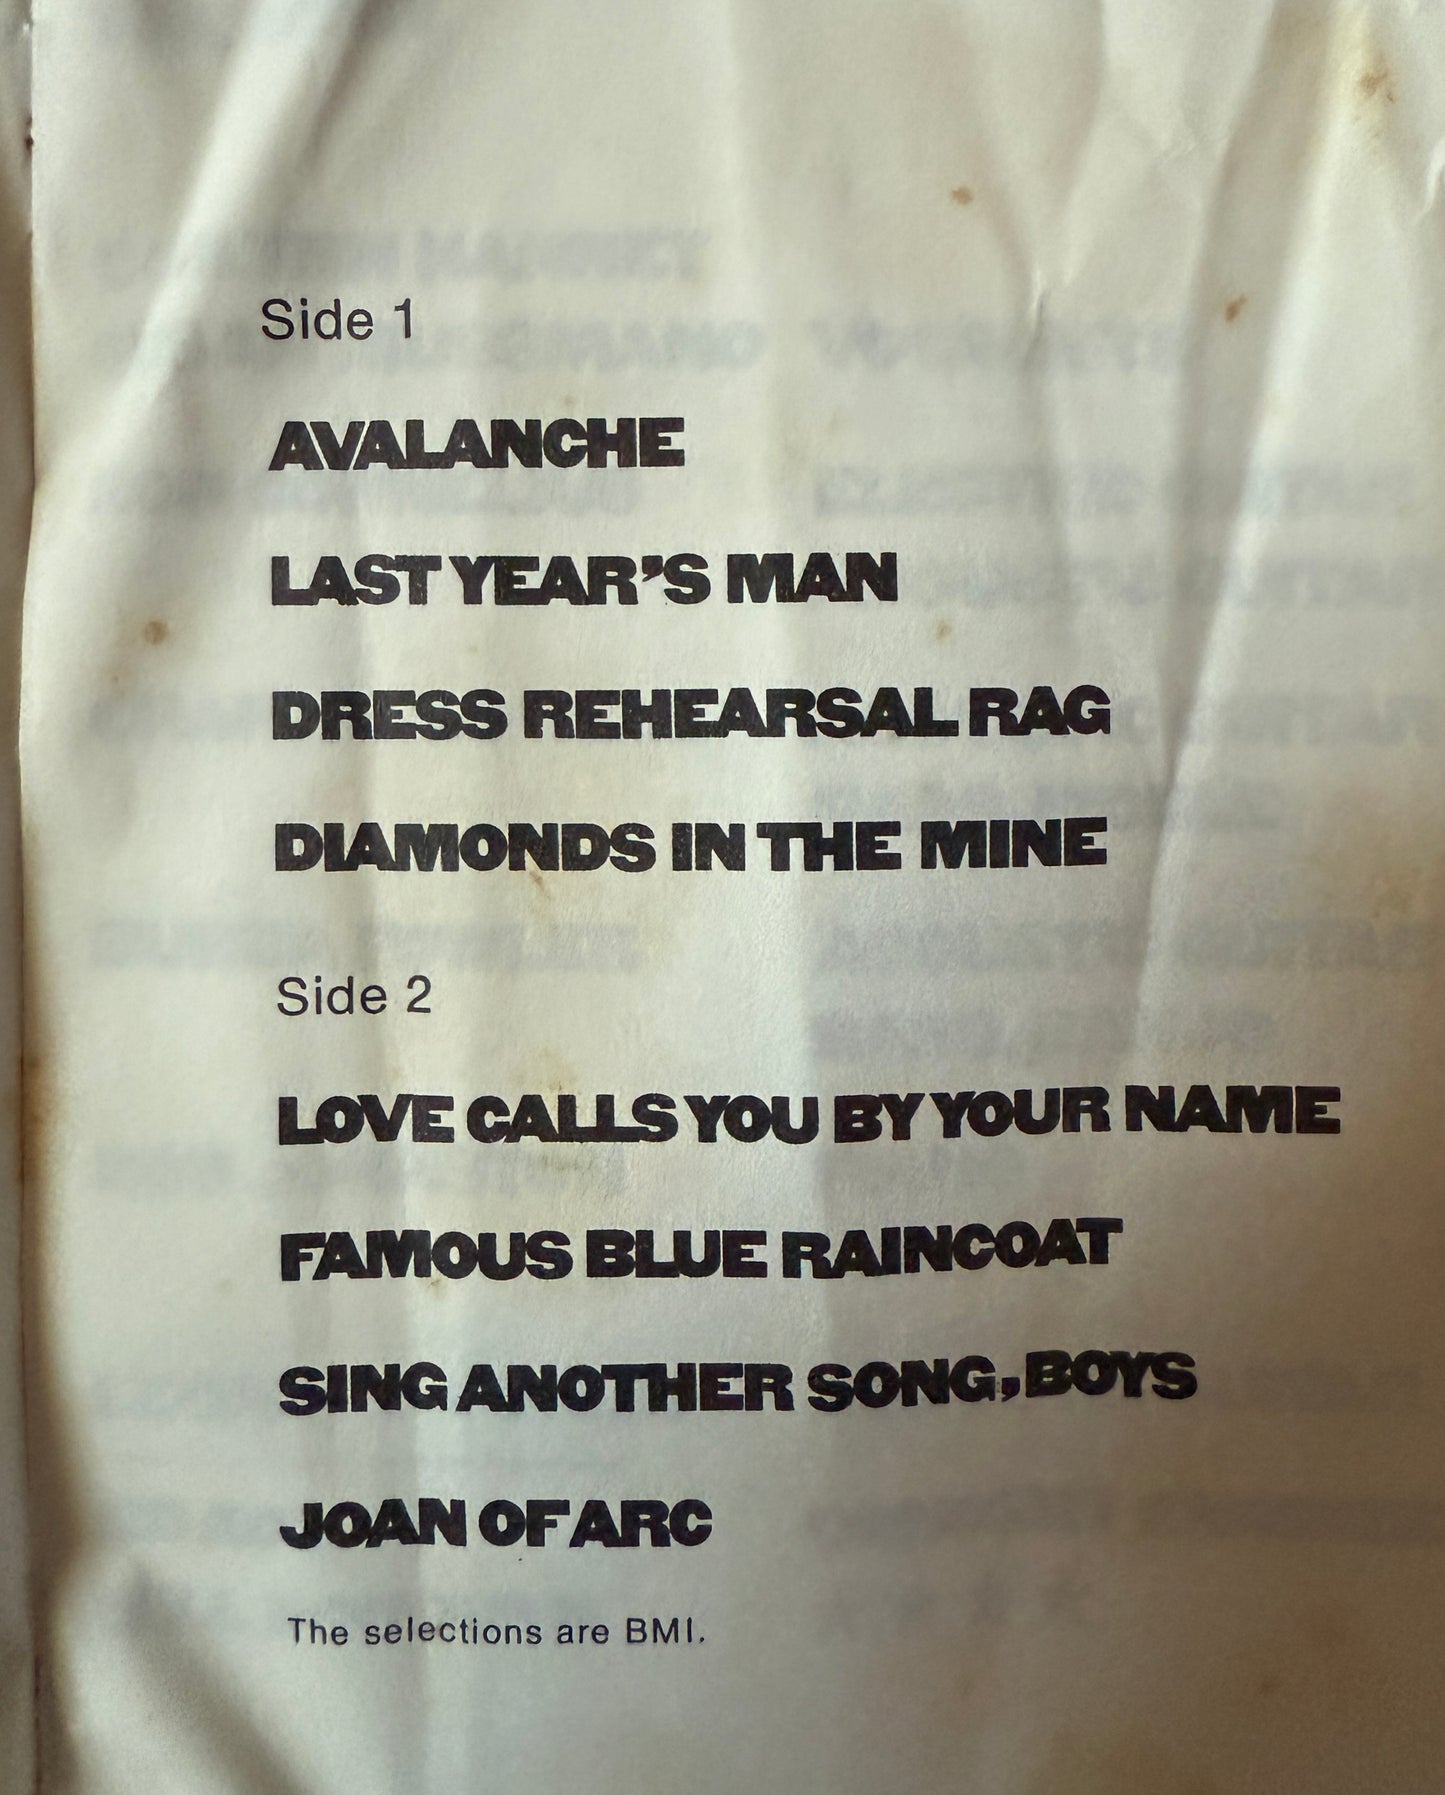 Side 1
AVALANCHE
LAST YEAR'S MAN
DRESS REHEARSAL RAG
DIAMONDS IN THE MINE
Side 2
LOVE CALLS YOU BY YOUR NAME
FAMOUS BLUE RAINCOAT
SING ANOTHER SONG, BOYS
JOAN OF ARC
The selections are BMI.